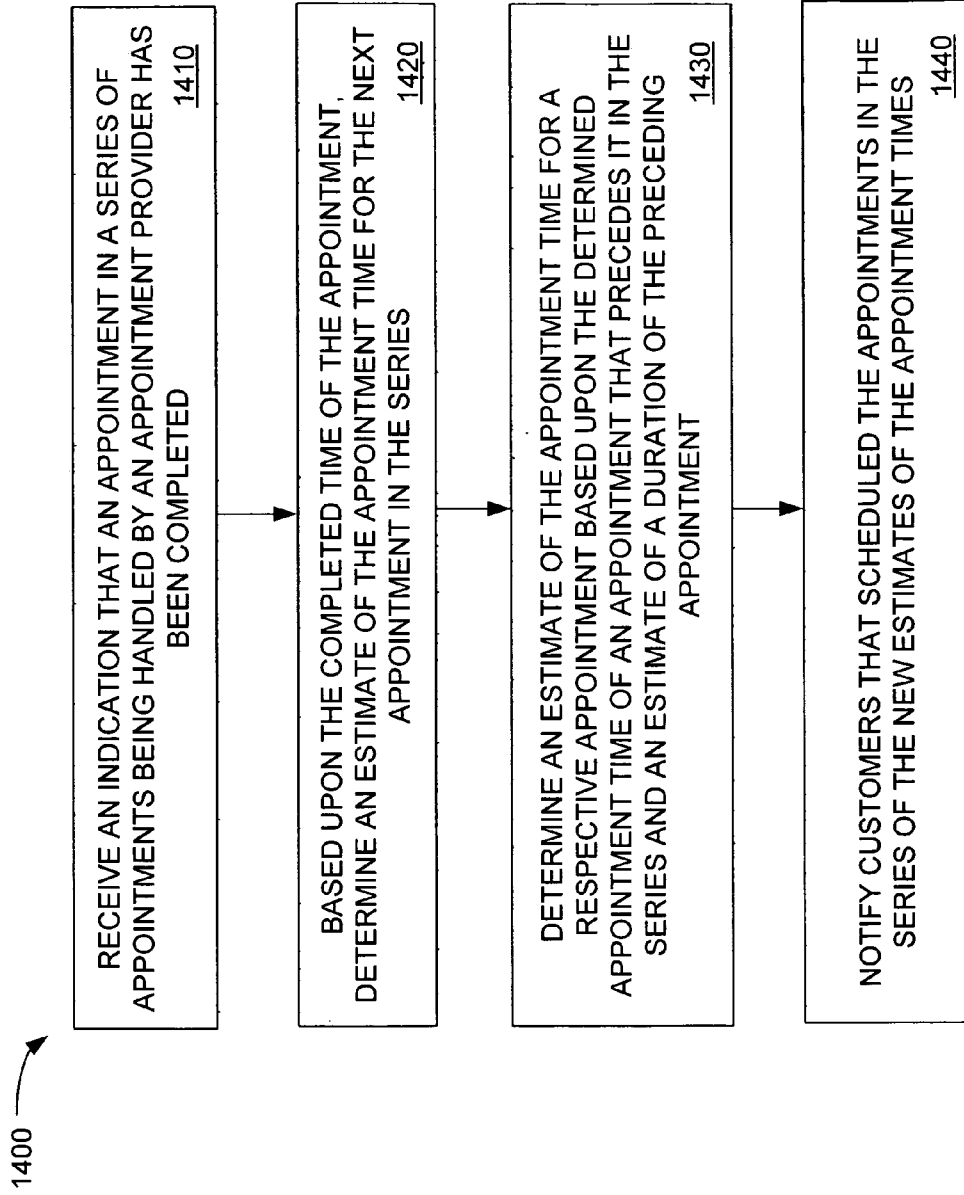 1400
RECEIVE AN INDICATION THAT AN APPOINTMENT IN A SERIES OF
APPOINTMENTS BEING HANDLED BY AN APPOINTMENT PROVIDER HAS
BEEN COMPLETED
1410
BASED UPON THE COMPLETED TIME OF THE APPOINTMENT,
DETERMINE AN ESTIMATE OF THE APPOINTMENT TIME FOR THE NEXT
APPOINTMENT IN THE SERIES
1420
DETERMINE AN ESTIMATE OF THE APPOINTMENT TIME FOR A
RESPECTIVE APPOINTMENT BASED UPON THE DETERMINED
APPOINTMENT TIME OF AN APPOINTMENT THAT PRECEDES IT IN THE
SERIES AND AN ESTIMATE OF A DURATION OF THE PRECEDING
APPOINTMENT
1430
NOTIFY CUSTOMERS THAT SCHEDULED THE APPOINTMENTS IN THE
SERIES OF THE NEW ESTIMATES OF THE APPOINTMENT TIMES
1440